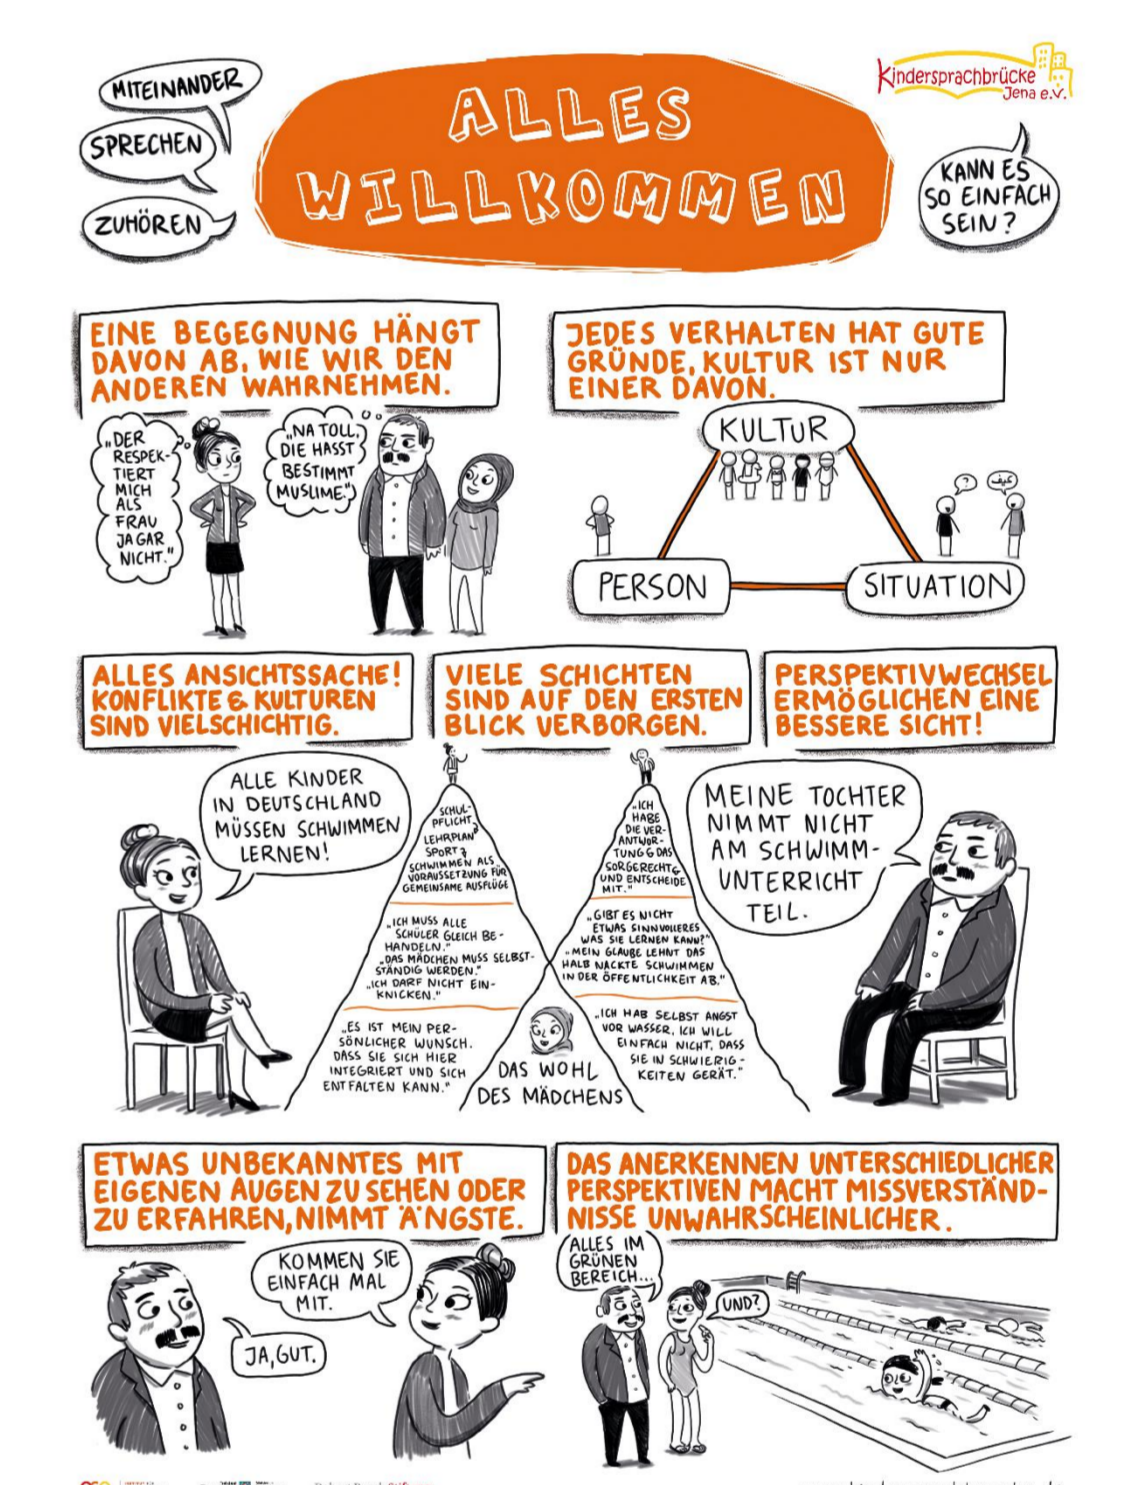 MITEINANDER
SPRECHEN
ZUHÖREN
ALLES
WILLKOMMEN
Kindersprachbrücke
Jena e.V.
KANN ES
SO EINFACH
SEIN?
EINE BEGEGNUNG HÄNGT
DAVON AB, WIE WIR DEN
ANDEREN WAHRNEHMEN.
„DER
RESPEK-
TIERT
MICH
ALS
FRAU
JA GAR
NICHT."
„NA TOLL,
DIE HASST
BESTIMMT
MUSLIME."
JEDES VERHALTEN HAT GUTE
GRÜNDE, KULTUR IST NUR
EINER DAVON.
KULTUR
?
كيف
PERSON
SITUATION
ALLES ANSICHTSSACHE!
KONFLIKTE & KULTUREN
SIND VIELSCHICHTIG.
VIELE SCHICHTEN
SIND AUF DEN ERSTEN
BLICK VERBORGEN.
PERSPEKTIVWECHSEL
ERMÖGLICHEN EINE
BESSERE SICHT!
ALLE KINDER
IN DEUTSCHLAND
MÜSSEN SCHWIMMEN
LERNEN!
SCHUL-
PFLICHT,
LEHRPLAN
SPORT &
SCHWIMMEN ALS
VORAUSSETZUNG FÜR
GEMEINSAME AUSFLÜGE
„ICH MUSS ALLE
SCHÜLER GLEICH BE-
HANDELN."
„DAS MÄDCHEN MUSS SELBST-
STÄNDIG WERDEN."
„ICH DARF NICHT EIN-
KNICKEN."
„ES IST MEIN PER-
SÖNLICHER WUNSCH,
DASS SIE SICH HIER
INTEGRIERT UND SICH
ENTFALTEN KANN."
„ICH
HABE
DIE VER-
ANTWOR-
TUNG & DAS
SORGERECHT &
UND ENTSCHEIDE
MIT."
„GIBT ES NICHT
ETWAS SINNVOLLERES
WAS SIE LERNEN KANN?"
„MEIN GLAUBE LEHNT DAS
HALB NACKTE SCHWIMMEN
IN DER ÖFFENTLICHKEIT AB."
„ICH HAB SELBST ANGST
VOR WASSER. ICH WILL
EINFACH NICHT, DASS
SIE IN SCHWIERIG-
KEITEN GERÄT."
DAS WOHL
DES MÄDCHENS
MEINE TOCHTER
NIMMT NICHT
AM SCHWIMM-
UNTERRICHT
TEIL.
ETWAS UNBEKANNTES MIT
EIGENEN AUGEN ZU SEHEN ODER
ZU ERFAHREN, NIMMT ÄNGSTE.
KOMMEN SIE
EINFACH MAL
MIT.
JA, GUT.
DAS ANERKENNEN UNTERSCHIEDLICHER
PERSPEKTIVEN MACHT MISSVERSTÄND-
NISSE UNWAHRSCHEINLICHER.
ALLES IM
GRÜNEN
BEREICH...
UND?